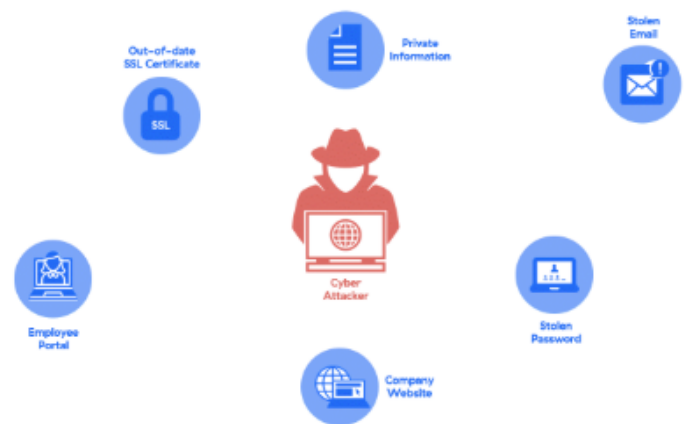 Stolen
Email
Private
Information
Out-of-date
SSL Certificate
SSL
Cyber
Attacker
Employee
Portal
Stolen
Password
Company
Website